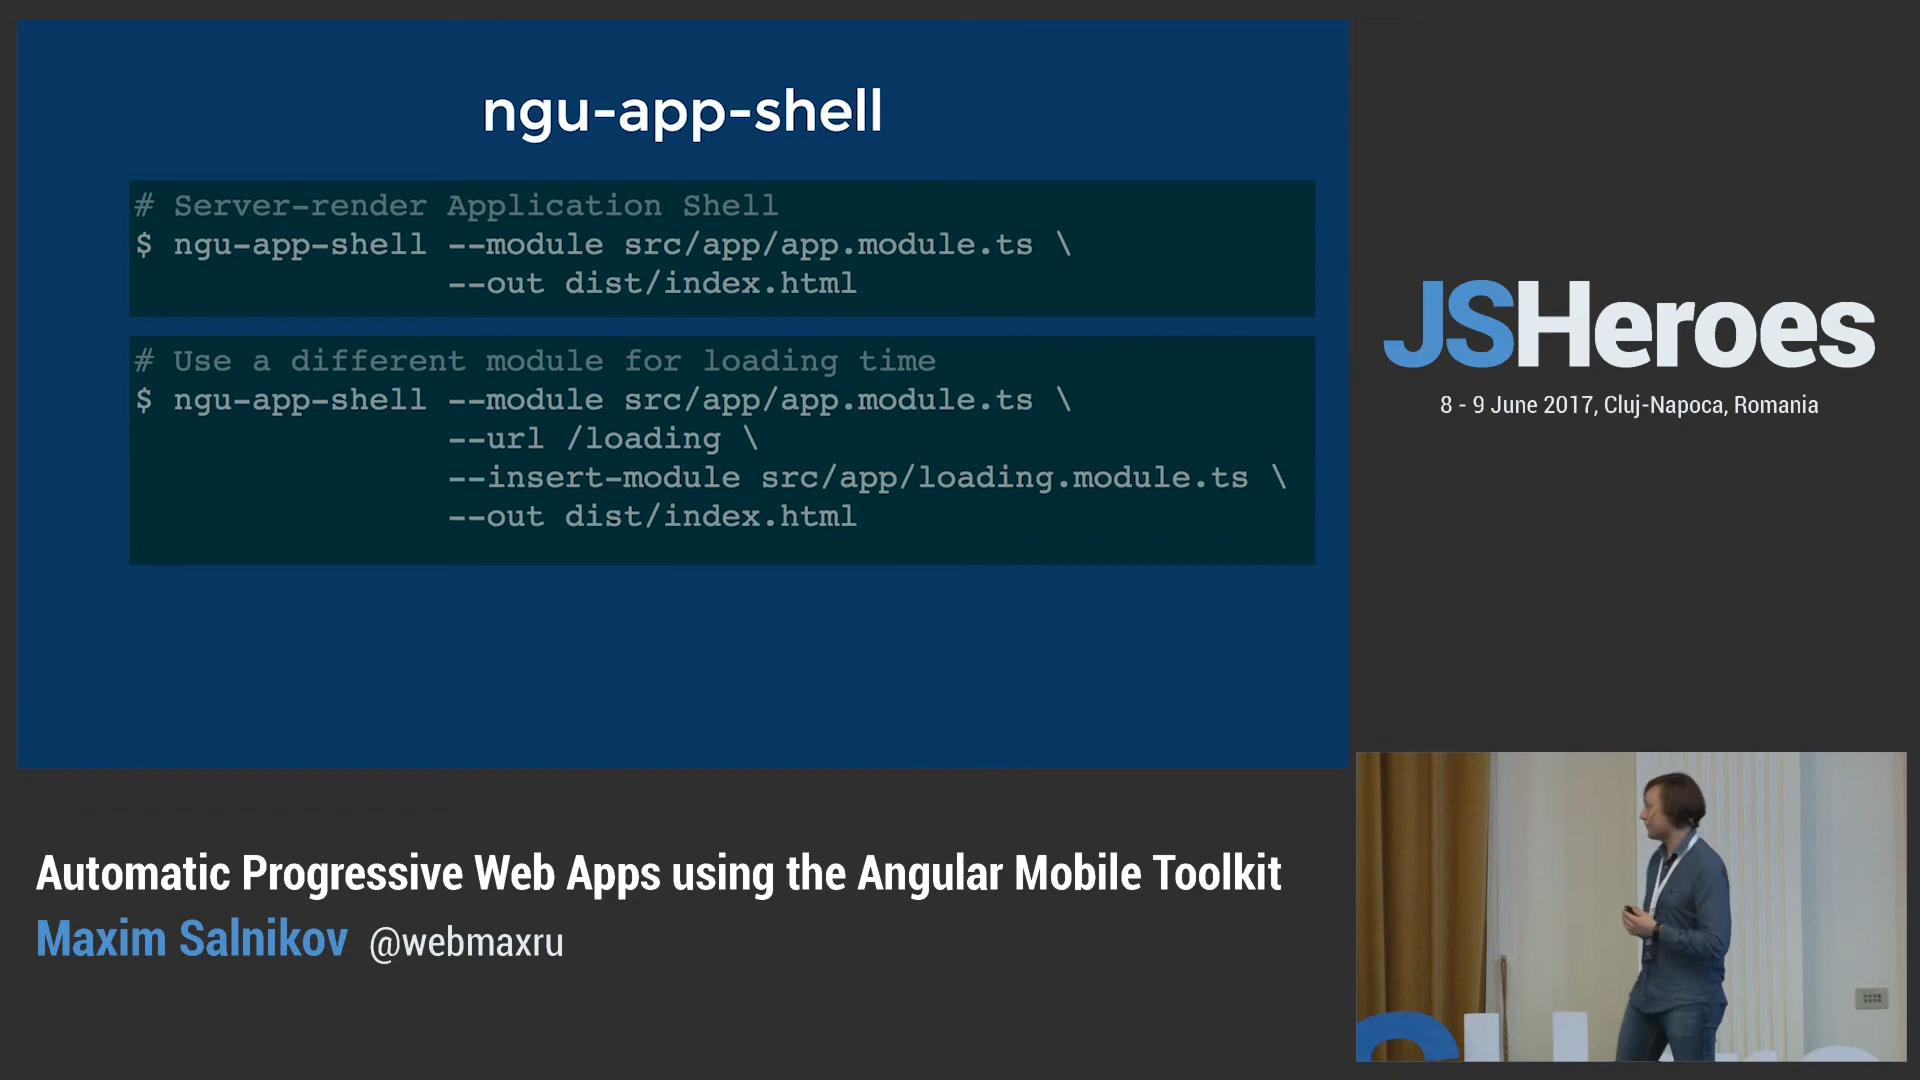 ngu-app-shell
# Server-render Application Shell
$ ngu-app-shell --module src/app/app.module.ts \
--out dist/index.html
# Use a different module for loading time
$ ngu-app-shell --module src/app/app.module.ts \
--url /loading \
--insert-module src/app/loading.module.ts \
--out dist/index.html
JSHeroes
8 - 9 June 2017, Cluj-Napoca, Romania
Automatic Progressive Web Apps using the Angular Mobile Toolkit
Maxim Salnikov @webmaxru